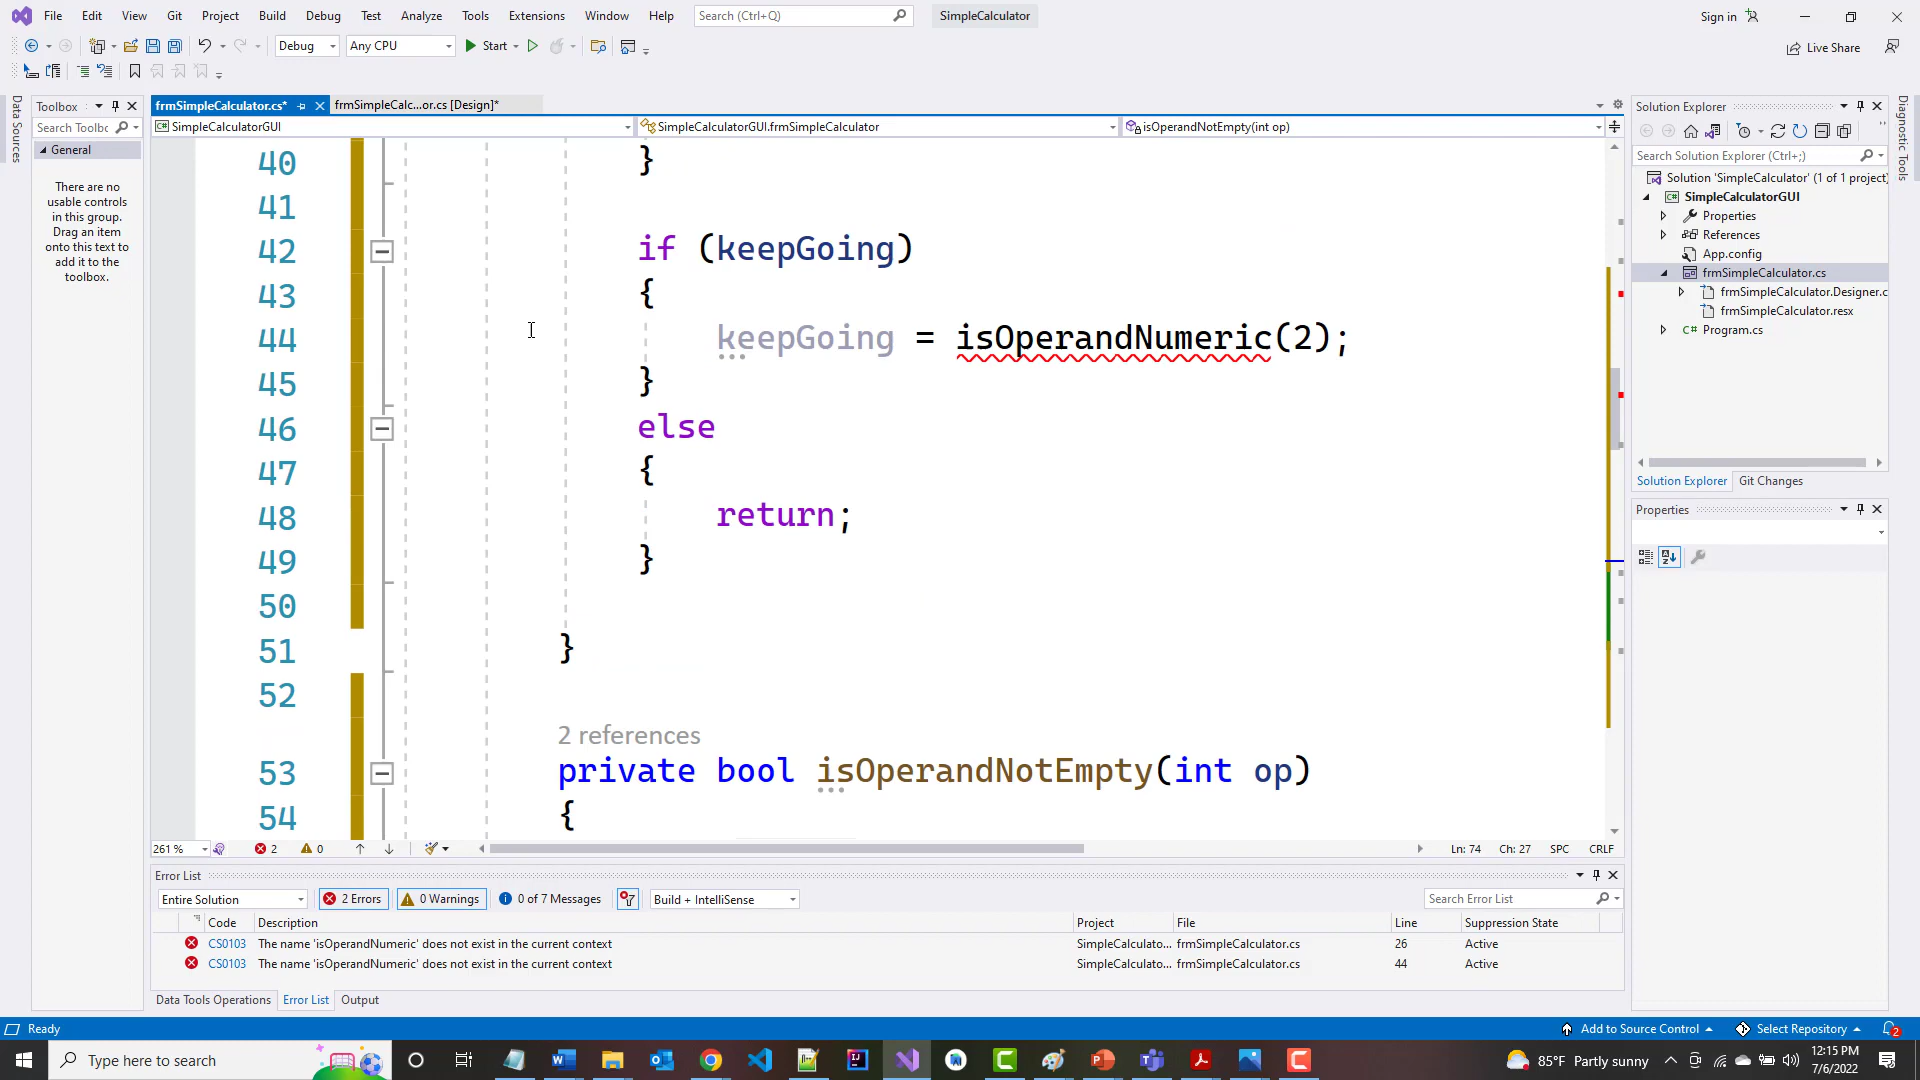 File Edit View Git Project Build Debug Test Analyze Tools Extensions Window Help Search (Ctrl+Q) SimpleCalculator Sign in
Debug Any CPU Start Live Share
Data Sources
Toolbox
Search Toolbc
General
There are no
usable controls
in this group.
Drag an item
onto this text to
add it to the
toolbox.
frmSimpleCalculator.cs* frmSimpleCalc...or.cs [Design]*
SimpleCalculatorGUI SimpleCalculatorGUI.frmSimpleCalculator isOperandNotEmpty(int op)
40 }
41
42 if (keepGoing)
43 {
44 keepGoing = isOperandNumeric(2);
45 }
46 else
47 {
48 return;
49 }
50
51 }
52
2 references
53 private bool isOperandNotEmpty(int op)
54 {
261 % 2 0 Ln: 74 Ch: 27 SPC CRLF
Error List
Entire Solution 2 Errors 0 Warnings 0 of 7 Messages Build + IntelliSense Search Error List
Code Description Project File Line Suppression State
CS0103 The name 'isOperandNumeric' does not exist in the current context SimpleCalculato... frmSimpleCalculator.cs 26 Active
CS0103 The name 'isOperandNumeric' does not exist in the current context SimpleCalculato... frmSimpleCalculator.cs 44 Active
Data Tools Operations Error List Output
Solution Explorer
Search Solution Explorer (Ctrl+;)
Solution 'SimpleCalculator' (1 of 1 project)
SimpleCalculatorGUI
Properties
References
App.config
frmSimpleCalculator.cs
frmSimpleCalculator.Designer.c
frmSimpleCalculator.resx
C# Program.cs
Solution Explorer Git Changes
Properties
Diagnostic Tools
Ready Add to Source Control Select Repository 2
Type here to search 85°F Partly sunny 12:15 PM
7/6/2022